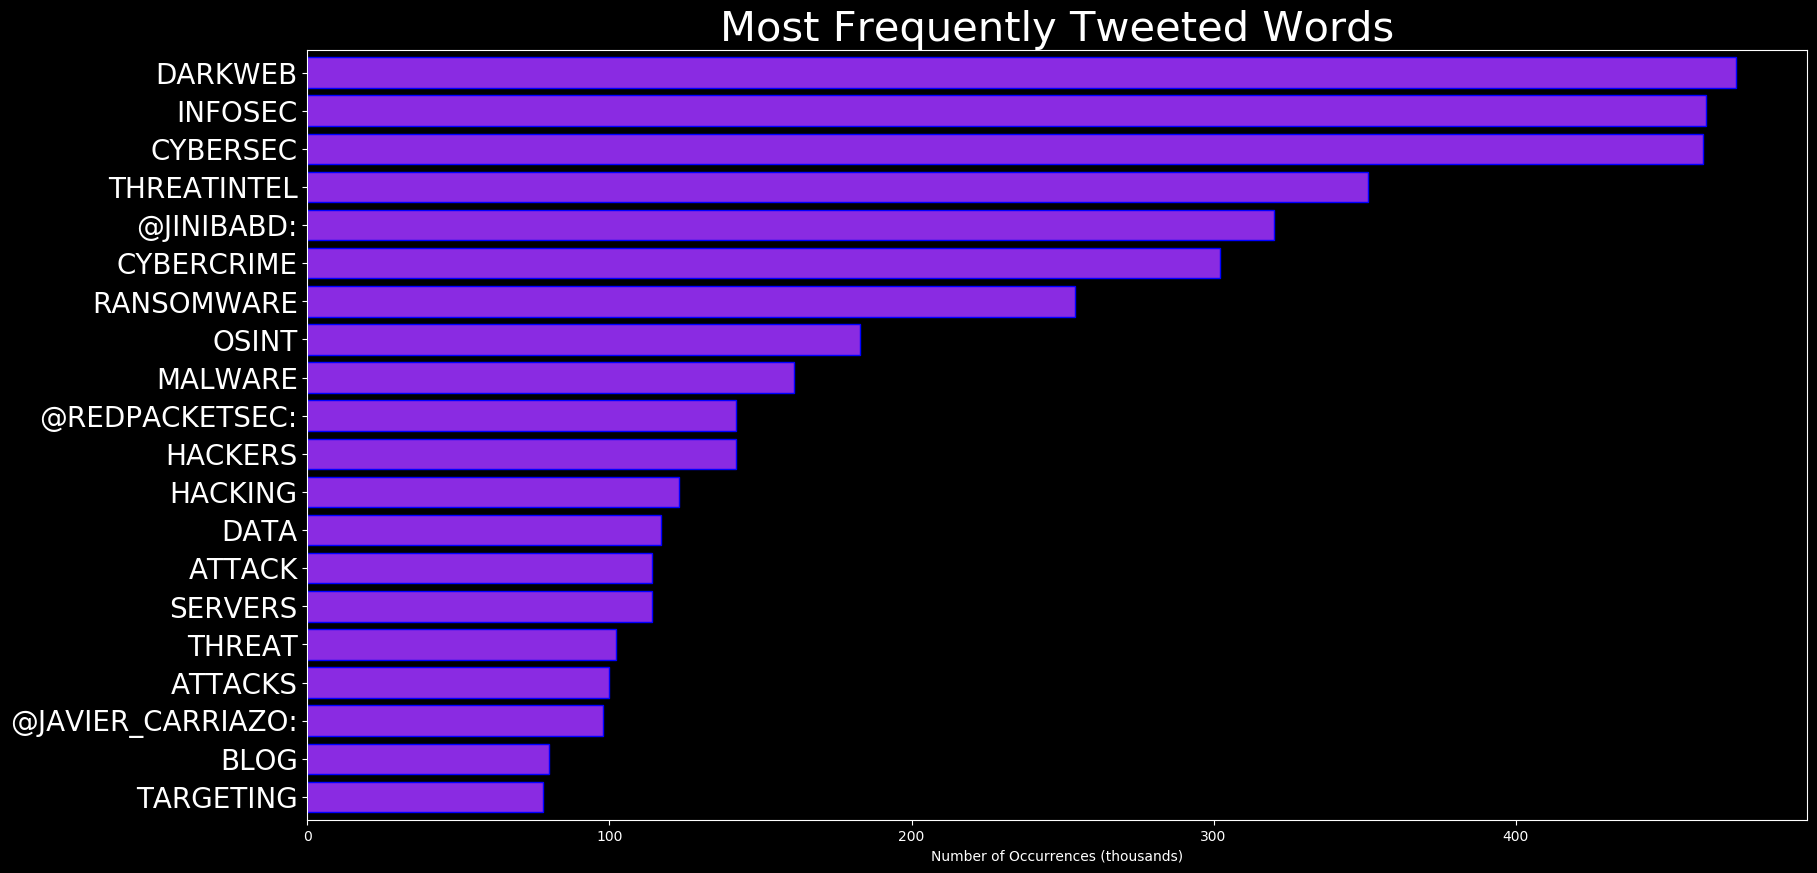 Most Frequently Tweeted Words
DARKWEB
INFOSEC
CYBERSEC
THREATINTEL
@JINIBABD:
CYBERCRIME
RANSOMWARE
OSINT
MALWARE
@REDPACKETSEC:
HACKERS
HACKING
DATA
ATTACK
SERVERS
THREAT
ATTACKS
@JAVIER_CARRIAZO:
BLOG
TARGETING
0 100 200 300 400
Number of Occurrences (thousands)